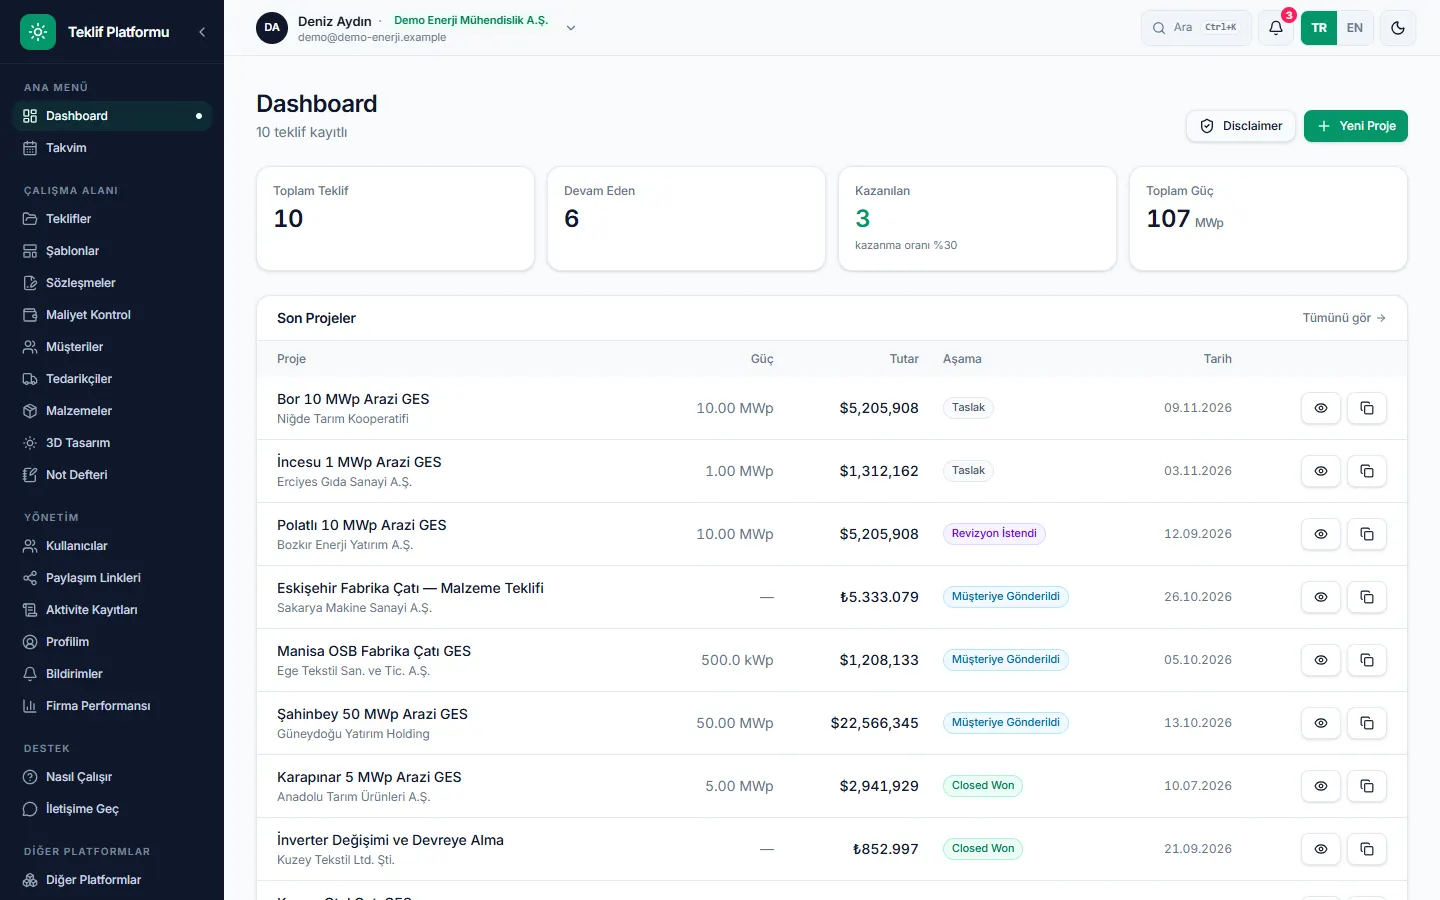 Teklif Platformu
ANA MENÜ
Dashboard
Takvim
ÇALIŞMA ALANI
Teklifler
Şablonlar
Sözleşmeler
Maliyet Kontrol
Müşteriler
Tedarikçiler
Malzemeler
3D Tasarım
Not Defteri
YÖNETİM
Kullanıcılar
Paylaşım Linkleri
Aktivite Kayıtları
Profilim
Bildirimler
Firma Performansı
DESTEK
Nasıl Çalışır
İletişime Geç
DİĞER PLATFORMLAR
Diğer Platformlar
DA
Deniz Aydın · Demo Enerji Mühendislik A.Ş.
demo@demo-enerji.example
Ara Ctrl+K
3
TR EN
Dashboard
10 teklif kayıtlı
Disclaimer
Yeni Proje
Toplam Teklif
10
Devam Eden
6
Kazanılan
3
kazanma oranı %30
Toplam Güç
107 MWp
Son Projeler
Tümünü gör
Proje Güç Tutar Aşama Tarih
Bor 10 MWp Arazi GES
Niğde Tarım Kooperatifi
10.00 MWp $5,205,908 Taslak 09.11.2026
İncesu 1 MWp Arazi GES
Erciyes Gıda Sanayi A.Ş.
1.00 MWp $1,312,162 Taslak 03.11.2026
Polatlı 10 MWp Arazi GES
Bozkır Enerji Yatırım A.Ş.
10.00 MWp $5,205,908 Revizyon İstendi 12.09.2026
Eskişehir Fabrika Çatı — Malzeme Teklifi
Sakarya Makine Sanayi A.Ş.
— ₺5.333.079 Müşteriye Gönderildi 26.10.2026
Manisa OSB Fabrika Çatı GES
Ege Tekstil San. ve Tic. A.Ş.
500.0 kWp $1,208,133 Müşteriye Gönderildi 05.10.2026
Şahinbey 50 MWp Arazi GES
Güneydoğu Yatırım Holding
50.00 MWp $22,566,345 Müşteriye Gönderildi 13.10.2026
Karapınar 5 MWp Arazi GES
Anadolu Tarım Ürünleri A.Ş.
5.00 MWp $2,941,929 Closed Won 10.07.2026
İnverter Değişimi ve Devreye Alma
Kuzey Tekstil Ltd. Şti.
— ₺852.997 Closed Won 21.09.2026